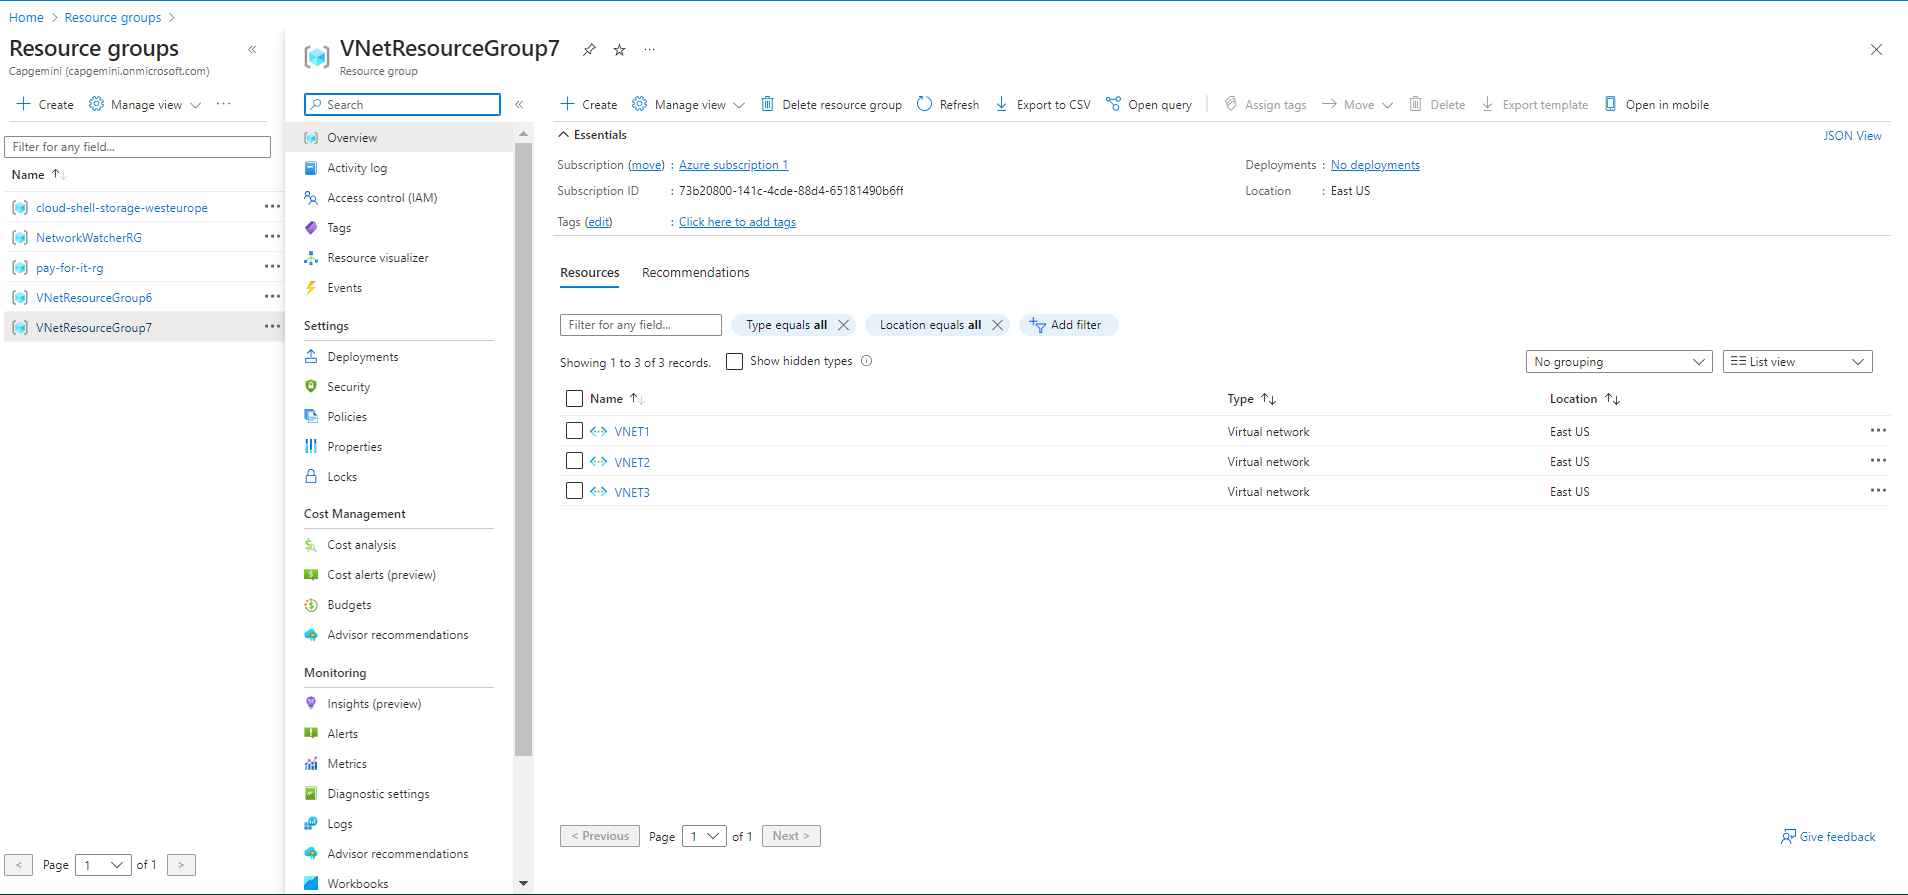 Home > Resource groups >
Resource groups
Capgemini (capgemini.onmicrosoft.com)
Create
Manage view
Filter for any field...
Name
cloud-shell-storage-westeurope
NetworkWatcherRG
pay-for-it-rg
VNetResourceGroup6
VNetResourceGroup7
< Page 1 of 1 >
VNetResourceGroup7
Resource group
Search
Overview
Activity log
Access control (IAM)
Tags
Resource visualizer
Events
Settings
Deployments
Security
Policies
Properties
Locks
Cost Management
Cost analysis
Cost alerts (preview)
Budgets
Advisor recommendations
Monitoring
Insights (preview)
Alerts
Metrics
Diagnostic settings
Logs
Advisor recommendations
Workbooks
Create Manage view Delete resource group Refresh Export to CSV Open query Assign tags Move Delete Export template Open in mobile
Essentials
JSON View
Subscription (move) : Azure subscription 1
Deployments : No deployments
Subscription ID : 73b20800-141c-4cde-88d4-65181490b6ff
Location : East US
Tags (edit) : Click here to add tags
Resources Recommendations
Filter for any field... Type equals all Location equals all Add filter
Showing 1 to 3 of 3 records. Show hidden types
No grouping List view
Name Type Location
VNET1 Virtual network East US
VNET2 Virtual network East US
VNET3 Virtual network East US
< Previous Page 1 of 1 Next >
Give feedback